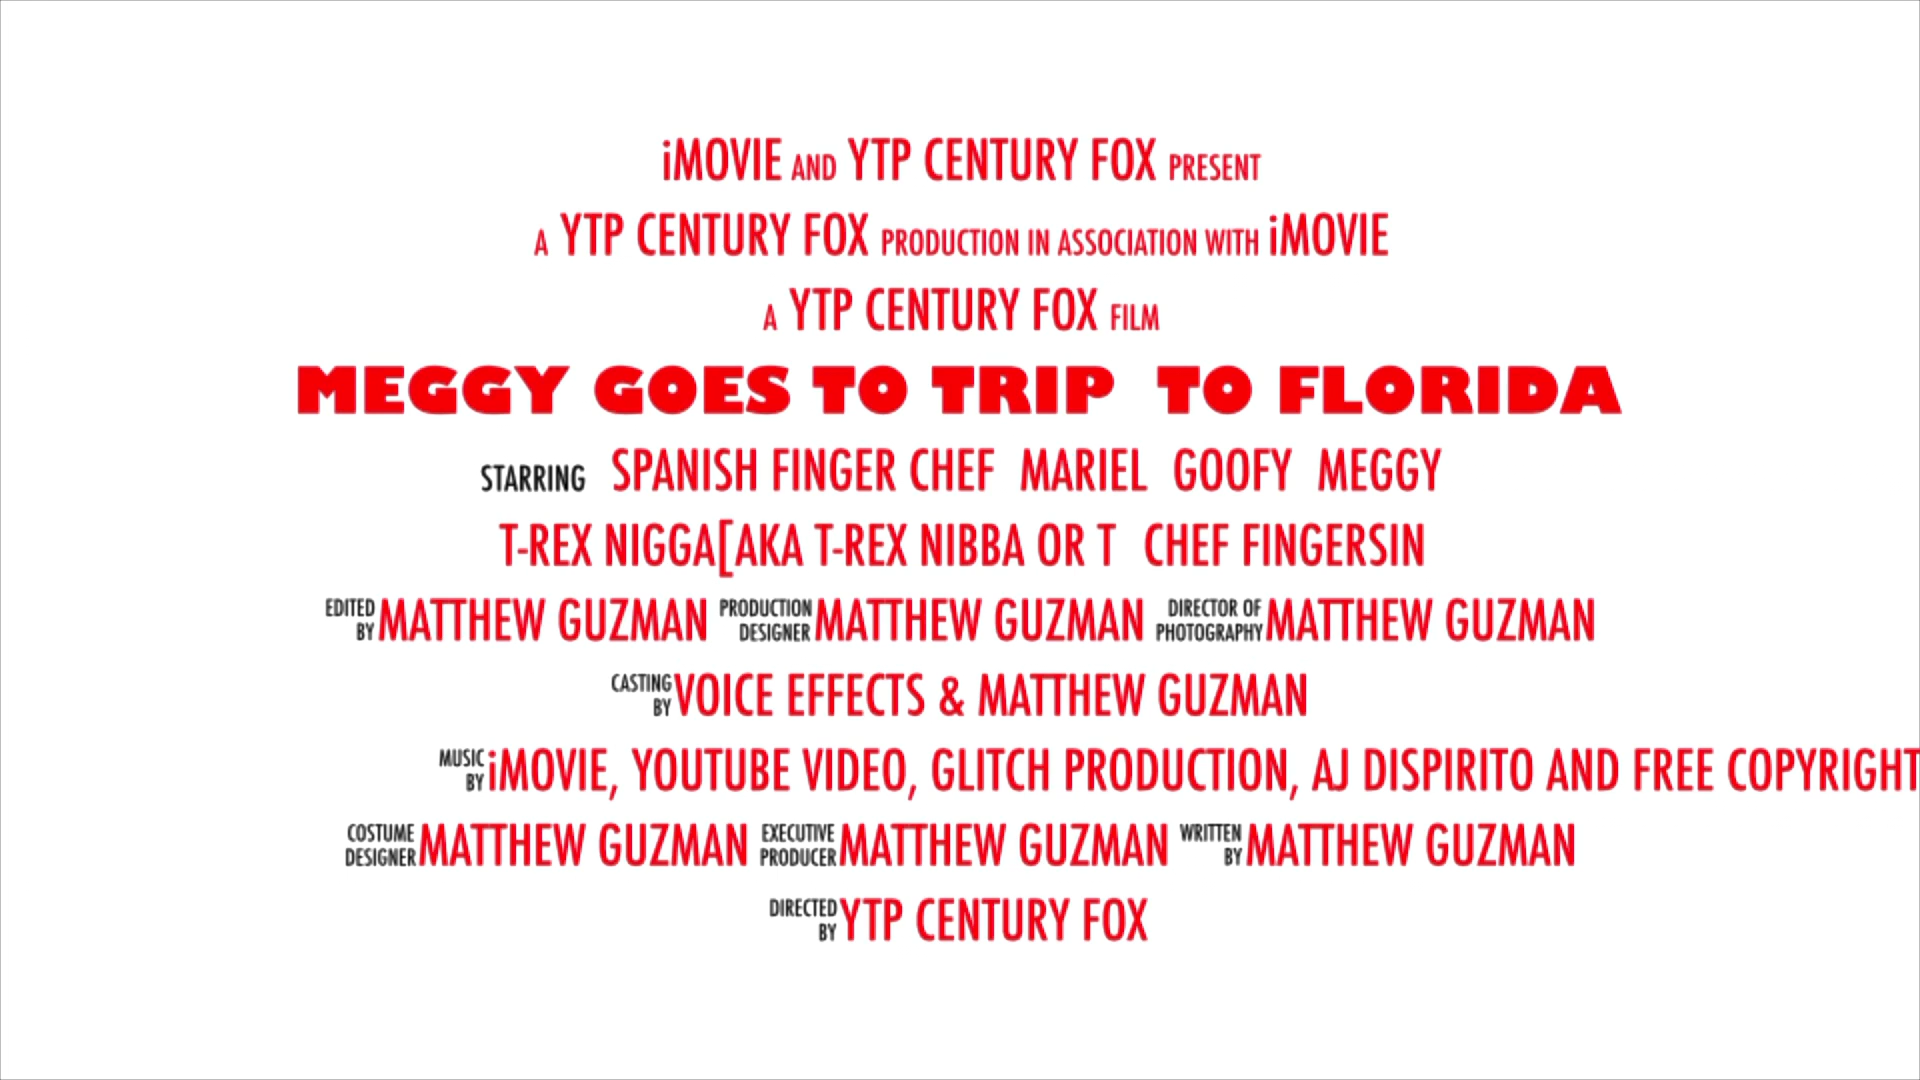 iMOVIE AND YTP CENTURY FOX PRESENT
A YTP CENTURY FOX PRODUCTION IN ASSOCIATION WITH iMOVIE
A YTP CENTURY FOX FILM
MEGGY GOES TO TRIP TO FLORIDA
STARRING SPANISH FINGER CHEF MARIEL GOOFY MEGGY
T-REX NIGGA[AKA T-REX NIBBA OR T CHEF FINGERSIN
EDITED BY MATTHEW GUZMAN PRODUCTION DESIGNER MATTHEW GUZMAN DIRECTOR OF PHOTOGRAPHY MATTHEW GUZMAN
CASTING BY VOICE EFFECTS & MATTHEW GUZMAN
MUSIC BY iMOVIE, YOUTUBE VIDEO, GLITCH PRODUCTION, AJ DISPIRITO AND FREE COPYRIGHT
COSTUME DESIGNER MATTHEW GUZMAN EXECUTIVE PRODUCER MATTHEW GUZMAN WRITTEN BY MATTHEW GUZMAN
DIRECTED BY YTP CENTURY FOX